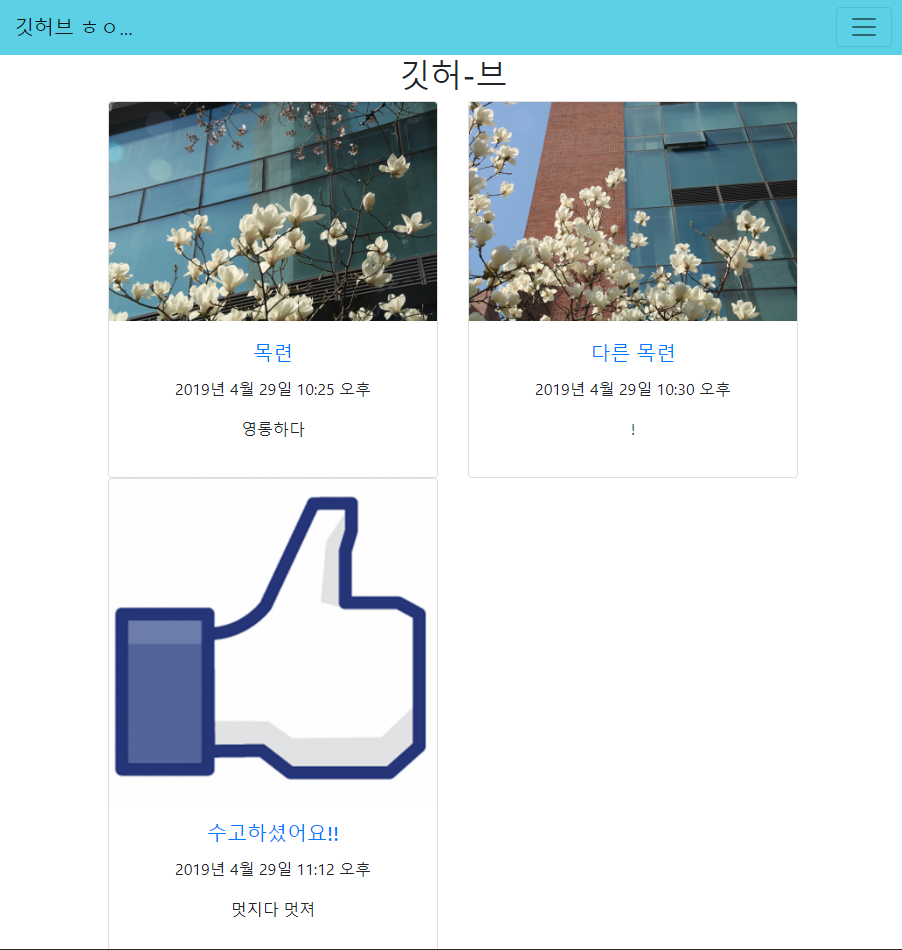 깃허브 ㅎㅇ...
깃허-브
목련
2019년 4월 29일 10:25 오후
영롱하다
다른 목련
2019년 4월 29일 10:30 오후
!
수고하셨어요!!
2019년 4월 29일 11:12 오후
멋지다 멋져